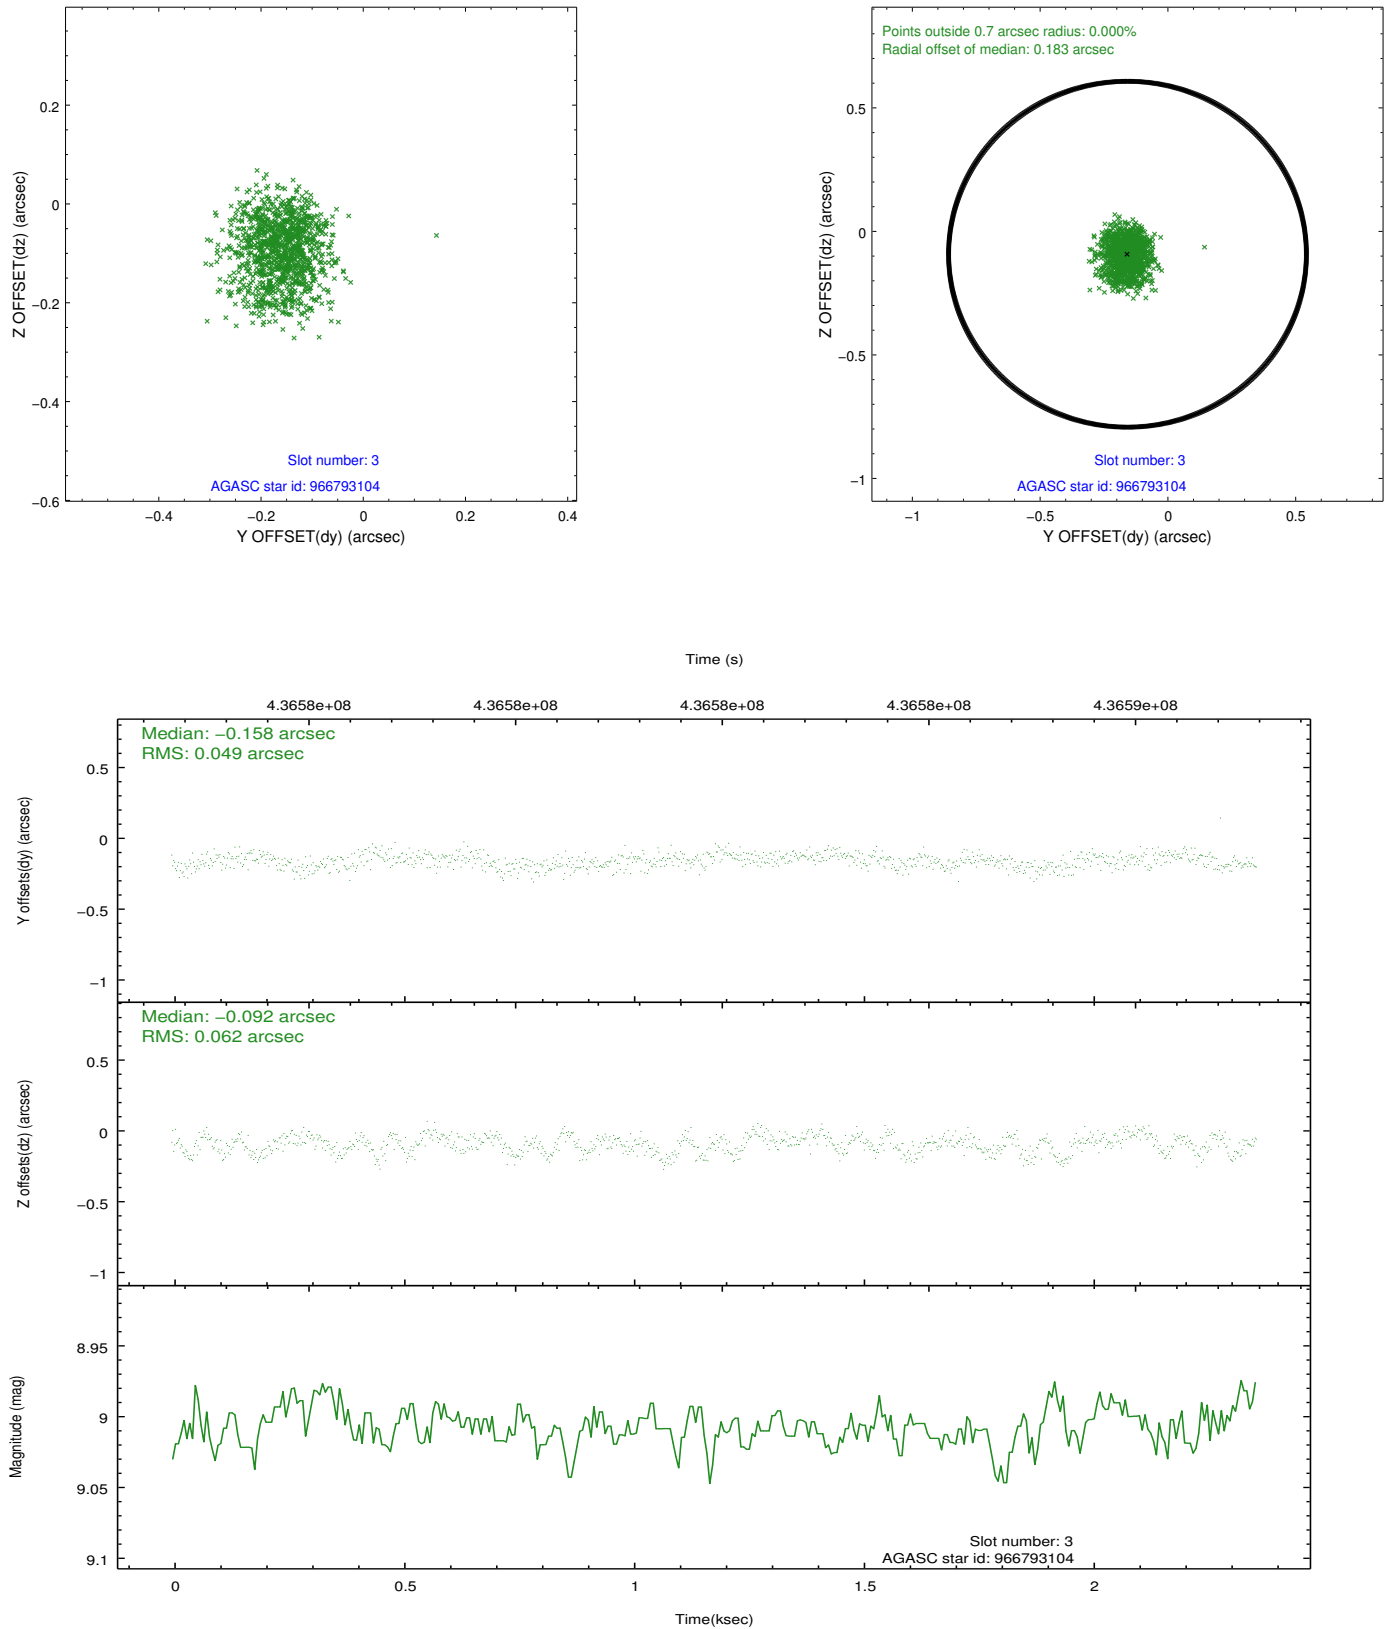 0.2
0
−0.2
−0.4
−0.6
Z OFFSET(dz) (arcsec)
−0.4
−0.2
0
0.2
0.4
Y OFFSET(dy) (arcsec)
Slot number: 3
AGASC star id: 966793104
Points outside 0.7 arcsec radius: 0.000%
Radial offset of median: 0.183 arcsec
0.5
0
−0.5
−1
Z OFFSET(dz) (arcsec)
−1
−0.5
0
0.5
Y OFFSET(dy) (arcsec)
Slot number: 3
AGASC star id: 966793104
Time (s)
4.3658e+08
4.3658e+08
4.3658e+08
4.3658e+08
4.3659e+08
Median: −0.158 arcsec
RMS: 0.049 arcsec
0.5
0
−0.5
−1
Y offsets(dy) (arcsec)
Median: −0.092 arcsec
RMS: 0.062 arcsec
0.5
0
−0.5
−1
Z offsets(dz) (arcsec)
8.95
9
9.05
9.1
Magnitude (mag)
Slot number: 3
AGASC star id: 966793104
0
0.5
1
1.5
2
Time(ksec)